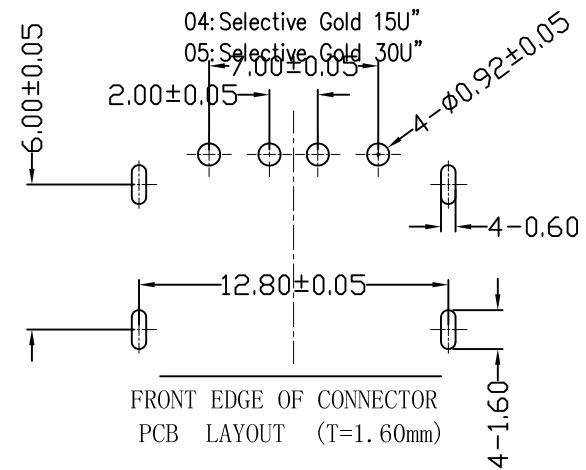 04:Selective Gold 15U"
05:Selective Gold 30U"
7.00±0.05
2.00±0.05
6.00±0.05
4-Ø0.92±0.05
4-0.60
12.80±0.05
4-1.60
FRONT EDGE OF CONNECTOR
PCB LAYOUT (T=1.60mm)